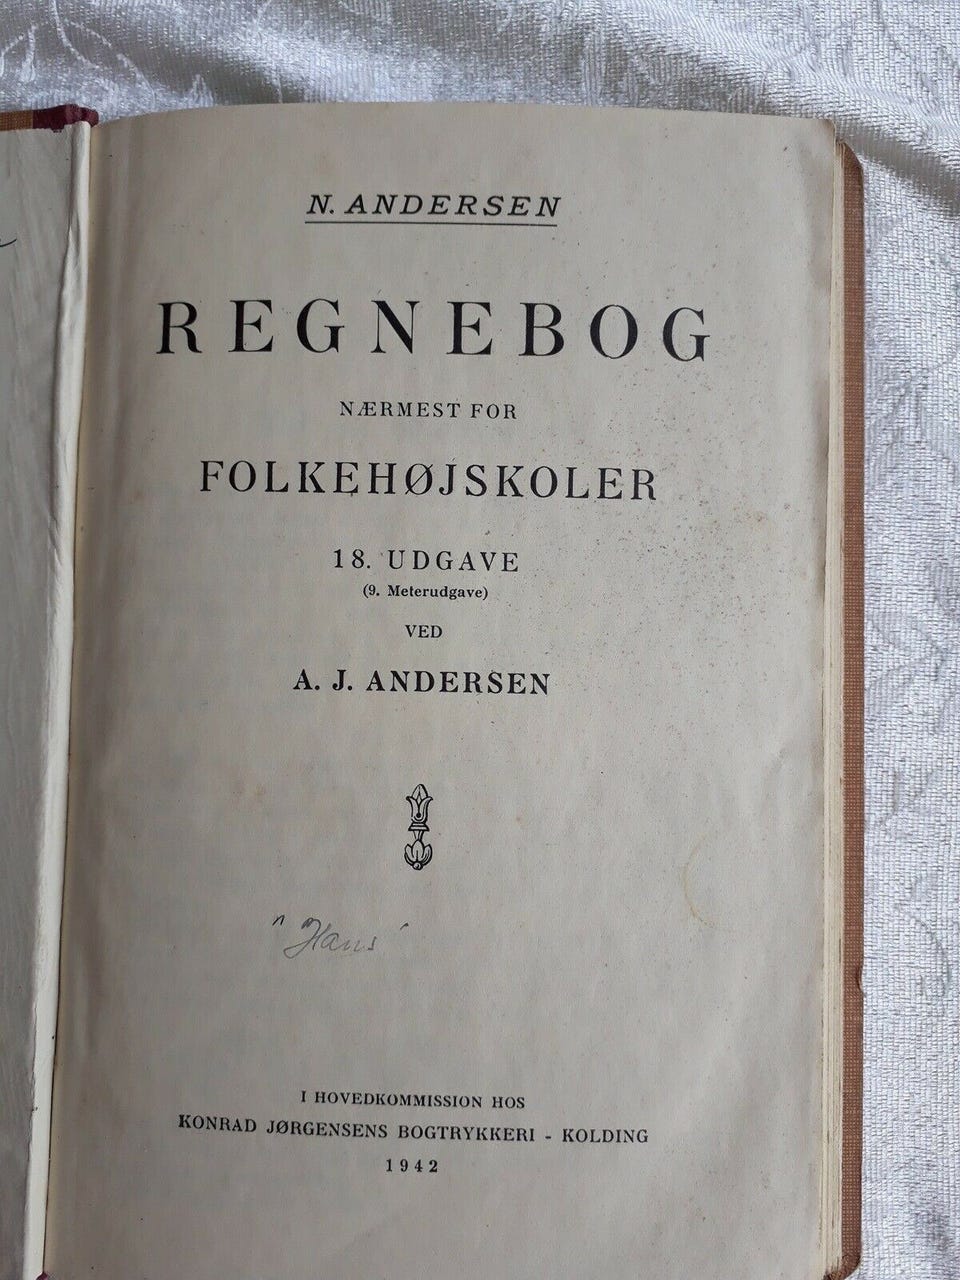 N. ANDERSEN
REGNEBOG
NÆRMEST FOR
FOLKEHØJSKOLER
18. UDGAVE
(9. Meterudgave)
VED
A. J. ANDERSEN
"Hans"
I HOVEDKOMMISSION HOS
KONRAD JØRGENSENS BOGTRYKKERI - KOLDING
1942